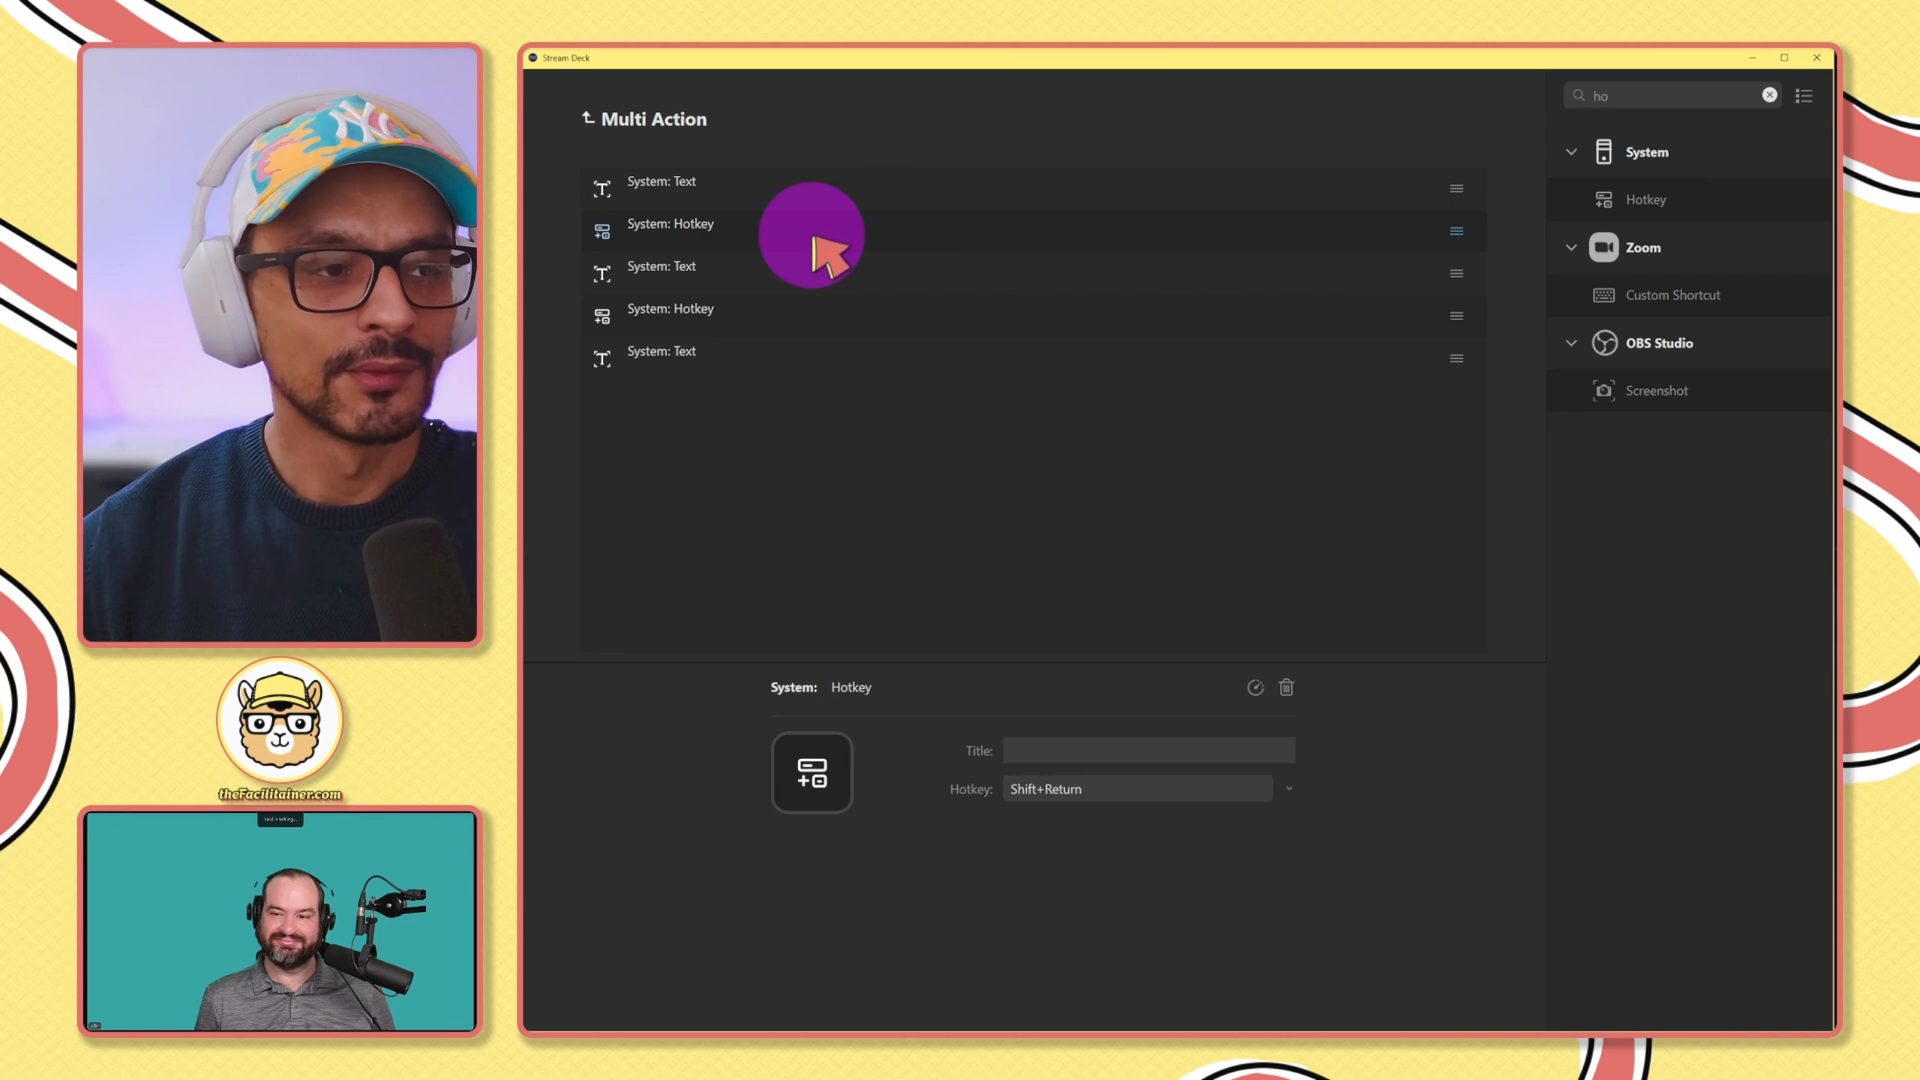 Stream Deck
Multi Action
System: Text
System: Hotkey
System: Text
System: Hotkey
System: Text
ho
System
Hotkey
Zoom
Custom Shortcut
OBS Studio
Screenshot
System: Hotkey
Title:
Hotkey: Shift+Return
NY
theFacilitainer.com